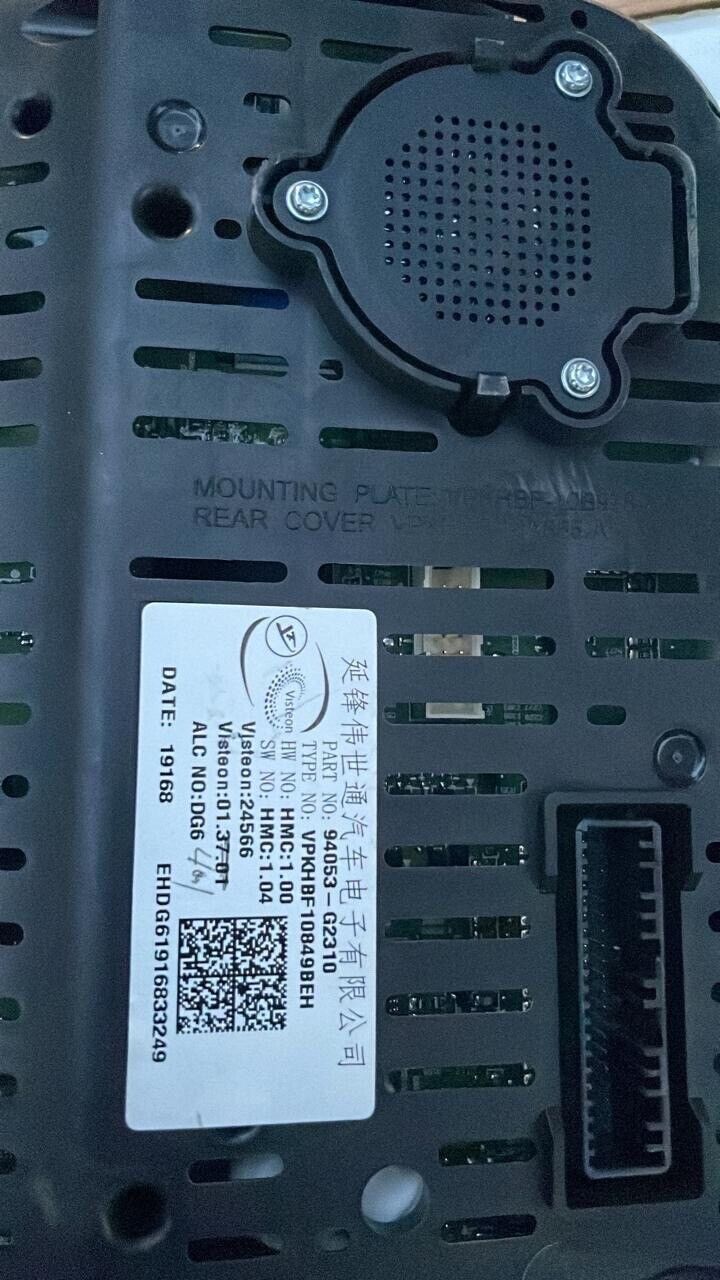 MOUNTING PLATE
REAR COVER
延锋伟世通汽车电子有限公司
Visteon
PART NO: 94053-G2310
TYPE NO: VPKHBF10849BEH
HW NO: HMC:1.00
SW NO: HMC:1.04
Visteon:24566
Visteon:01.37.01
ALC NO:DG6
DATE: 19168
EHDG61916833249